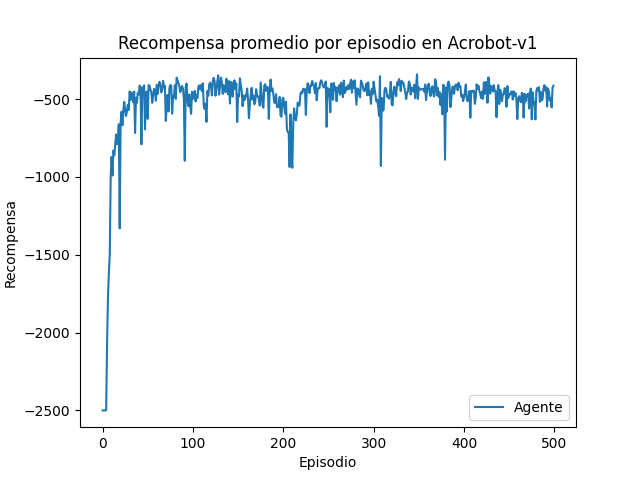 Recompensa promedio por episodio en Acrobot-v1
Recompensa
−500
−1000
−1500
−2000
−2500
0 100 200 300 400 500
Episodio
Agente